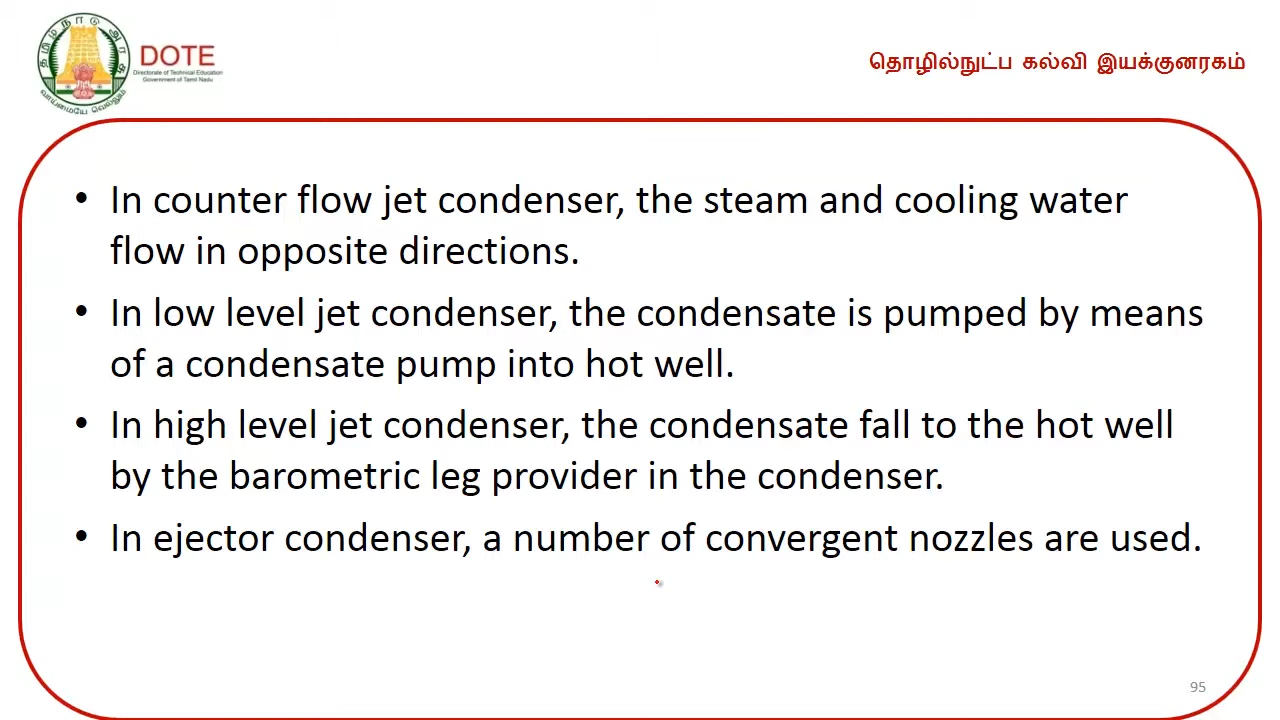 தமிழ்நாடு அரசு
வாய்மையே வெல்லும்
DOTE
Directorate of Technical Education
Government of Tamil Nadu
தொழில்நுட்ப கல்வி இயக்குனரகம்
• In counter flow jet condenser, the steam and cooling water
flow in opposite directions.
• In low level jet condenser, the condensate is pumped by means
of a condensate pump into hot well.
• In high level jet condenser, the condensate fall to the hot well
by the barometric leg provider in the condenser.
• In ejector condenser, a number of convergent nozzles are used.
95